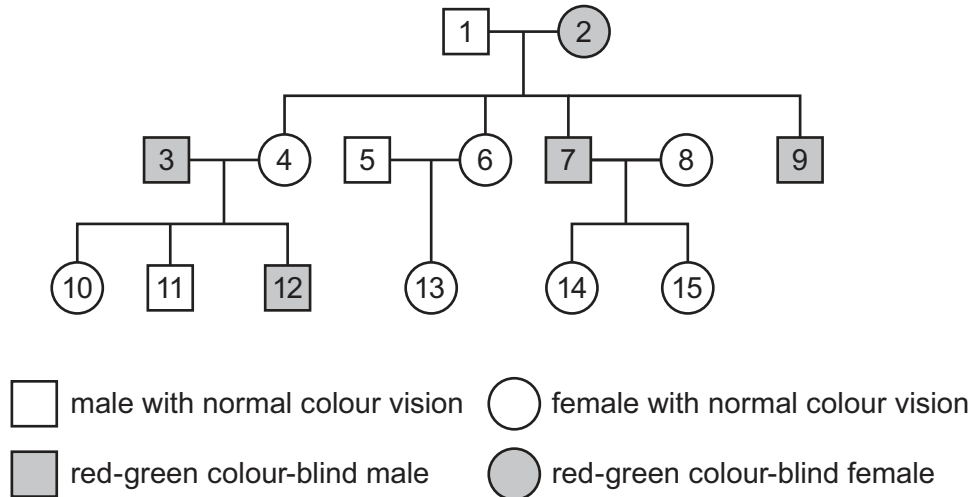 1 2
3 4 5 6 7 8 9
10 11 12 13 14 15
male with normal colour vision female with normal colour vision
red-green colour-blind male red-green colour-blind female